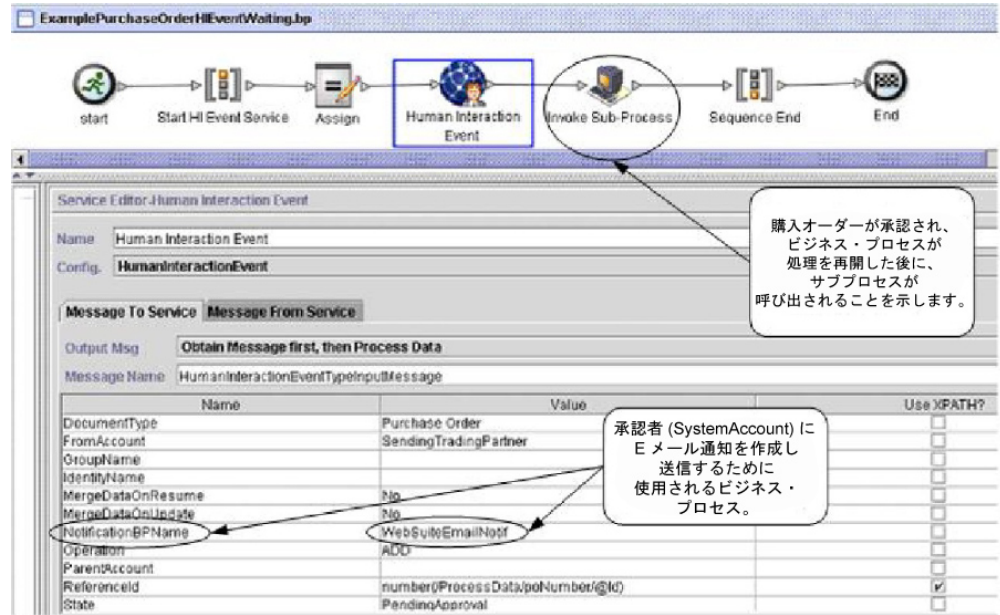 ExamplePurchaseOrderHIEventWaiting.bp
start
Start HI Event Service
Assign
Human Interaction
Event
Invoke Sub-Process
Sequence End
End
Service Editor-Human Interaction Event
Name Human Interaction Event
Config. HumanInteractionEvent
購入オーダーが承認され、
ビジネス・プロセスが
処理を再開した後に、
サブプロセスが
呼び出されることを示します。
Message To Service Message From Service
Output Msg Obtain Message first, then Process Data
Message Name HumanInteractionEventTypeInputMessage
Name Value Use XPATH?
DocumentType Purchase Order
FromAccount SendingTradingPartner
GroupName
IdentityName
MergeDataOnResume No
MergeDataOnUpdate No
NotificationBPName WebSuiteEmailNotif
Operation ADD
ParentAccount
ReferenceId number(/ProcessData/poNumber/@Id)
State PendingApproval
承認者 (SystemAccount) に
E メール通知を作成し
送信するために
使用されるビジネス・
プロセス。